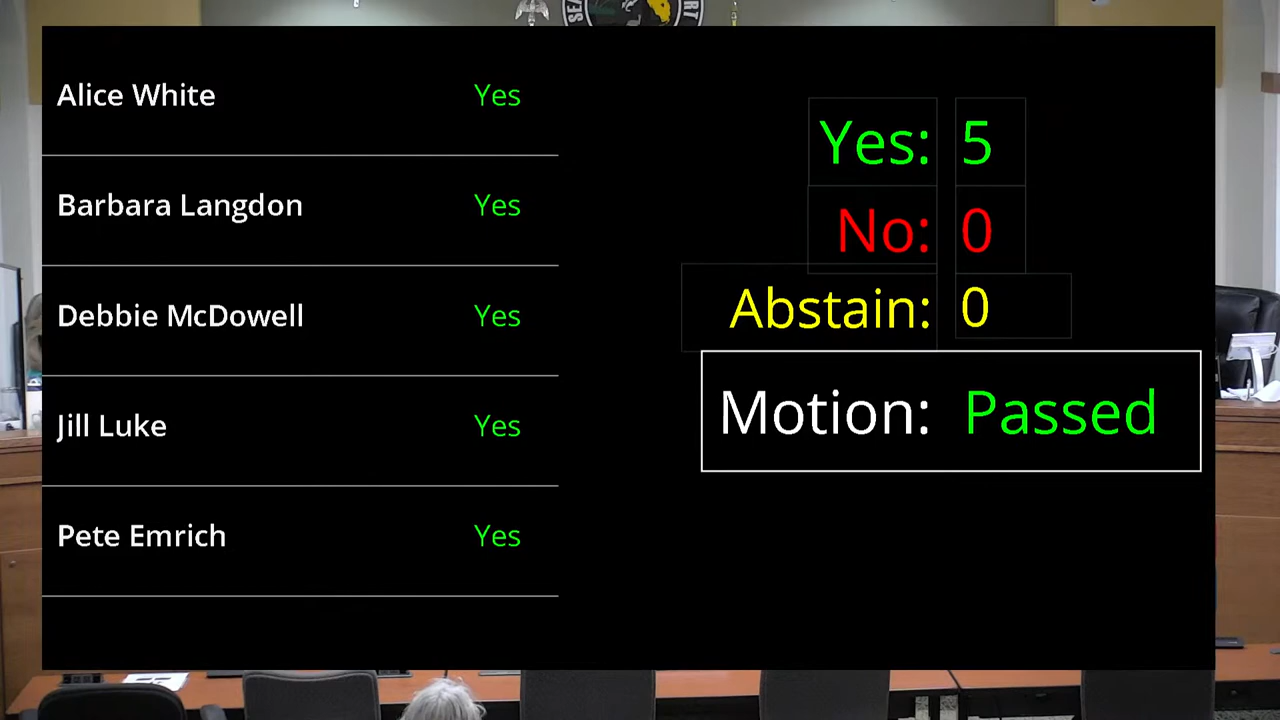 Alice White Yes
Barbara Langdon Yes
Debbie McDowell Yes
Jill Luke Yes
Pete Emrich Yes
Yes: 5
No: 0
Abstain: 0
Motion: Passed